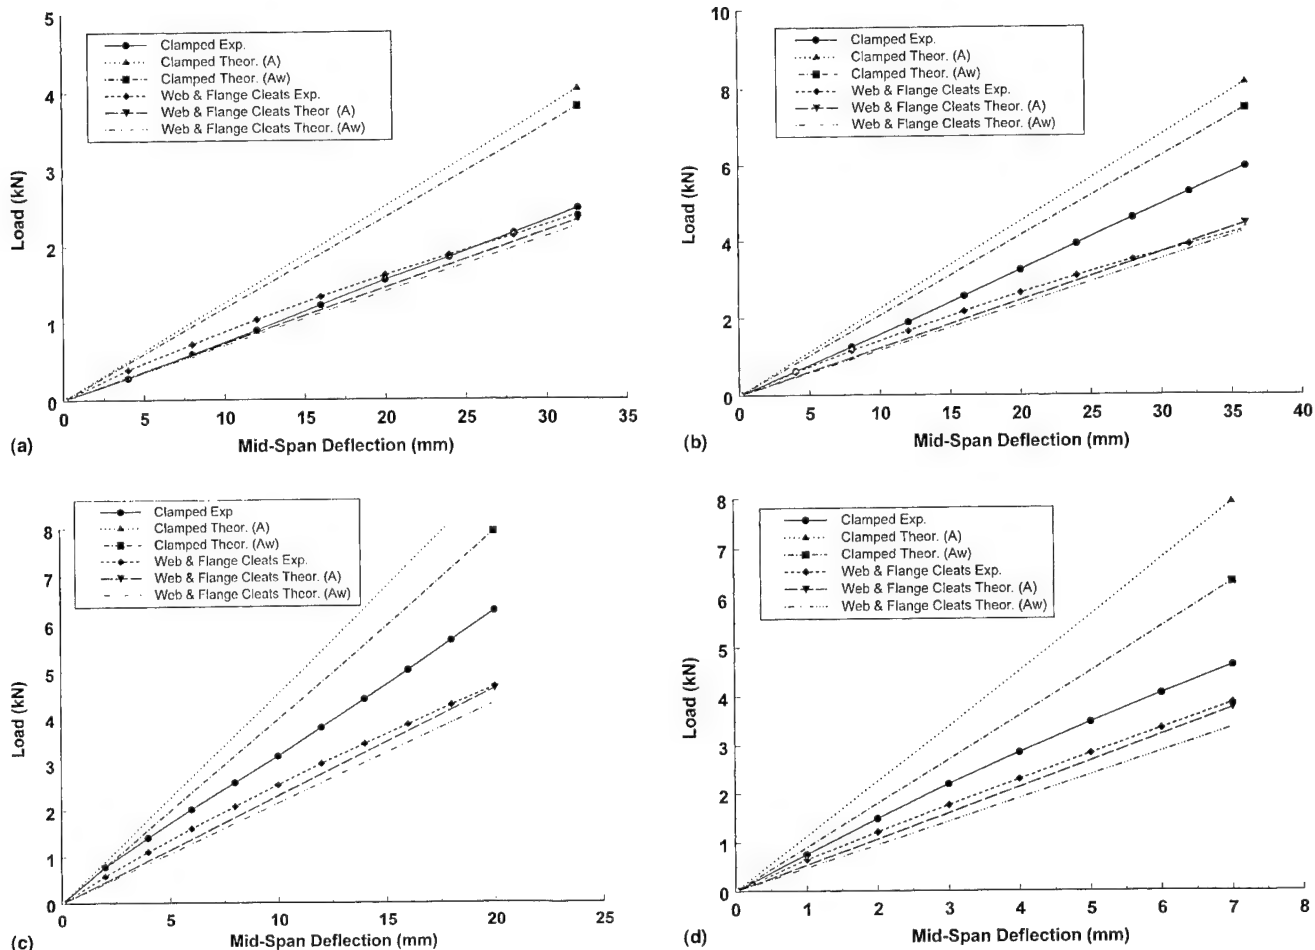 5
4
3
2
1
0
Load (kN)
Clamped Exp.
Clamped Theor. (A)
Clamped Theor. (Aw)
Web & Flange Cleats Exp.
Web & Flange Cleats Theor (A)
Web & Flange Cleats Theor. (Aw)
0 5 10 15 20 25 30 35
Mid-Span Deflection (mm)
(a)
10
8
6
4
2
0
Load (kN)
Clamped Exp.
Clamped Theor. (A)
Clamped Theor. (Aw)
Web & Flange Cleats Exp.
Web & Flange Cleats Theor. (A)
Web & Flange Cleats Theor. (Aw)
0 5 10 15 20 25 30 35 40
Mid-Span Deflection (mm)
(b)
8
7
6
5
4
3
2
1
0
Load (kN)
Clamped Exp
Clamped Theor. (A)
Clamped Theor. (Aw)
Web & Flange Cleats Exp.
Web & Flange Cleats Theor. (A)
Web & Flange Cleats Theor. (Aw)
0 5 10 15 20 25
Mid-Span Deflection (mm)
(c)
8
7
6
5
4
3
2
1
0
Load (kN)
Clamped Exp.
Clamped Theor. (A)
Clamped Theor. (Aw)
Web & Flange Cleats Exp.
Web & Flange Cleats Theor. (A)
Web & Flange Cleats Theor. (Aw)
0 1 2 3 4 5 6 7 8
Mid-Span Deflection (mm)
(d)